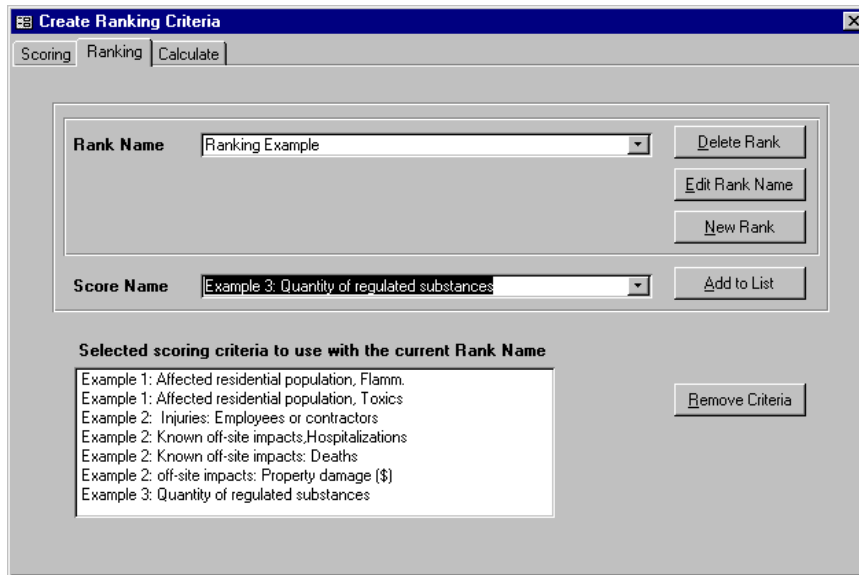 Create Ranking Criteria
Scoring Ranking Calculate
Rank Name Ranking Example Delete Rank
Edit Rank Name
New Rank
Score Name Example 3: Quantity of regulated substances Add to List
Selected scoring criteria to use with the current Rank Name
Example 1: Affected residential population, Flamm.
Example 1: Affected residential population, Toxics
Remove Criteria
Example 2:  Injuries: Employees or contractors
Example 2: Known off-site impacts,Hospitalizations
Example 2: Known off-site impacts: Deaths
Example 2: off-site impacts: Property damage ($)
Example 3: Quantity of regulated substances